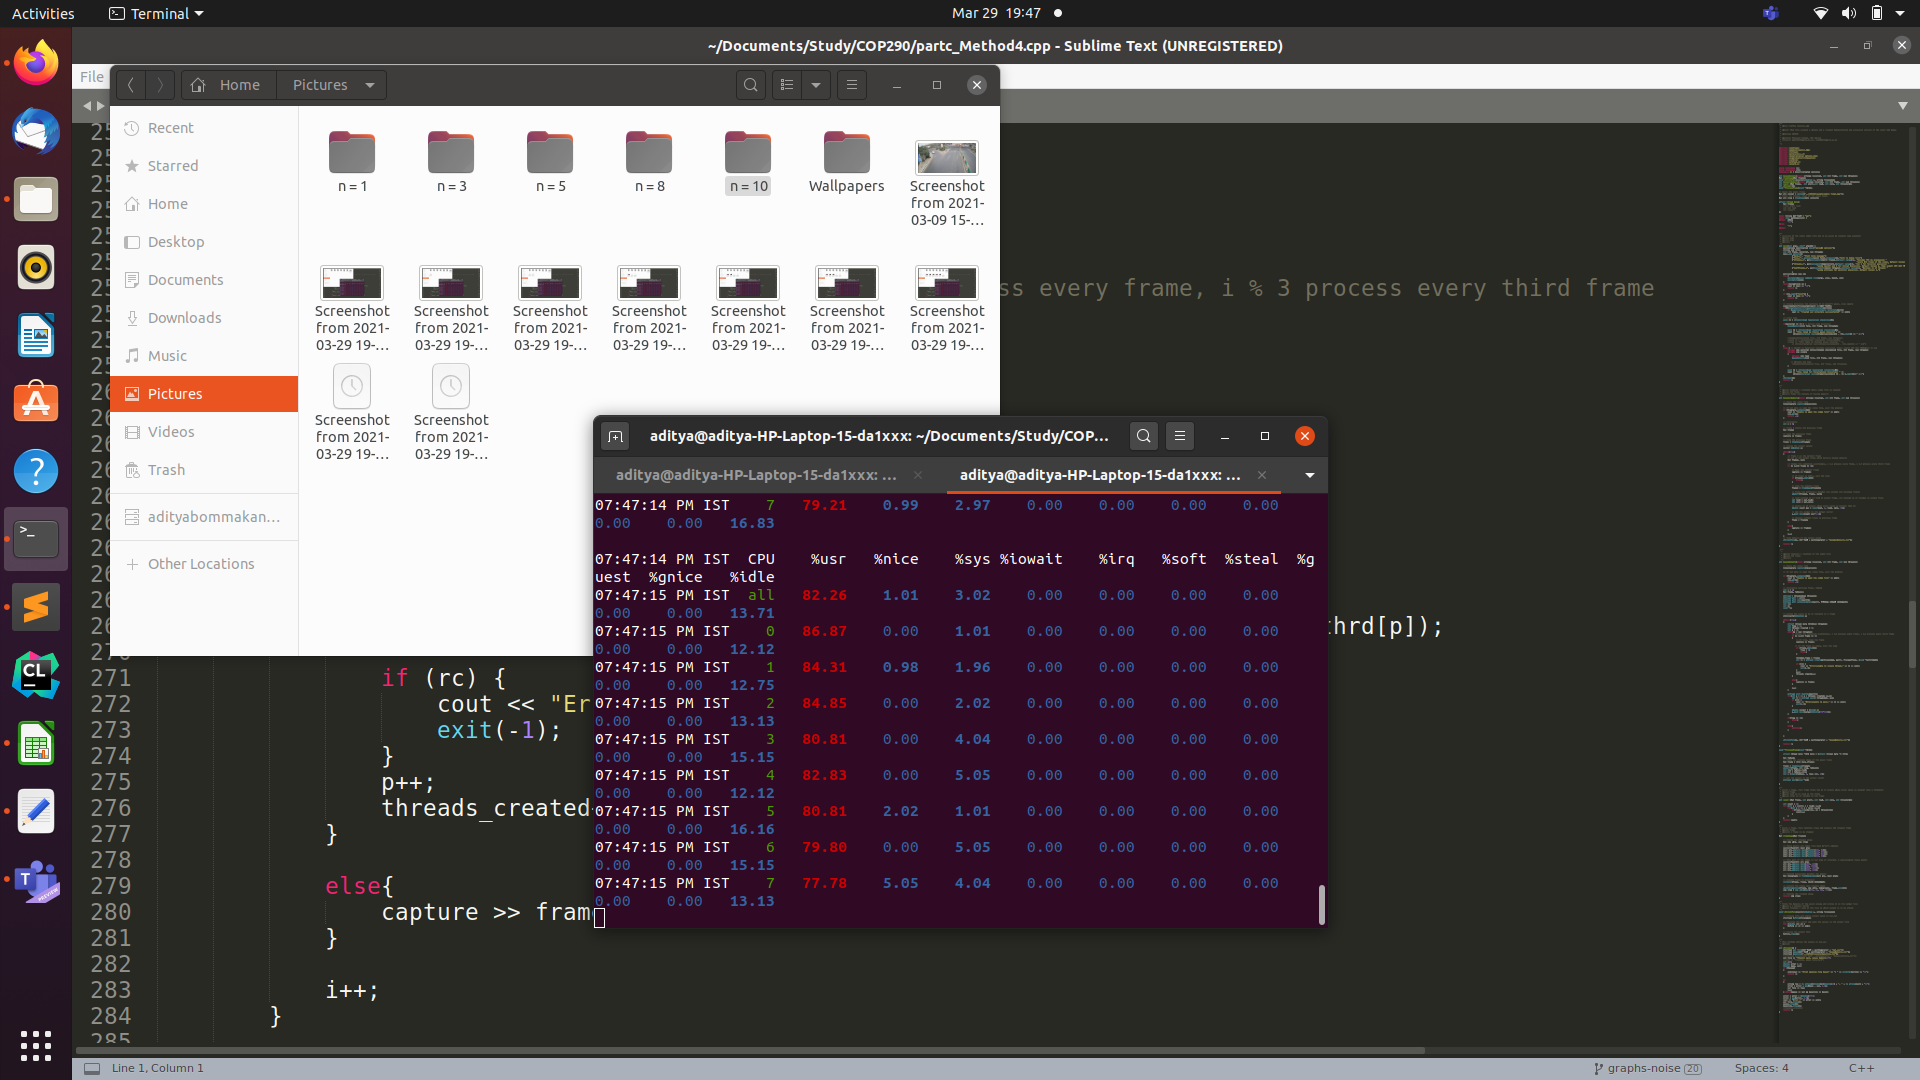 Activities Terminal Mar 29 19:47
~/Documents/Study/COP290/partc_Method4.cpp - Sublime Text (UNREGISTERED)
File
Home Pictures
Recent
Starred
Home
Desktop
Documents
Downloads
Music
Pictures
Videos
Trash
adityabommakan...
Other Locations
n = 1 n = 3 n = 5 n = 8 n = 10 Wallpapers Screenshot
from 2021-
03-09 15-...
Screenshot Screenshot Screenshot Screenshot Screenshot Screenshot Screenshot
from 2021- from 2021- from 2021- from 2021- from 2021- from 2021- from 2021-
03-29 19-... 03-29 19-... 03-29 19-... 03-29 19-... 03-29 19-... 03-29 19-... 03-29 19-...
Screenshot Screenshot
from 2021- from 2021-
03-29 19-... 03-29 19-...
ss every frame, i % 3 process every third frame
thrd[p]);
aditya@aditya-HP-Laptop-15-da1xxx: ~/Documents/Study/COP...
aditya@aditya-HP-Laptop-15-da1xxx: ... aditya@aditya-HP-Laptop-15-da1xxx: ...
07:47:14 PM IST 7 79.21 0.99 2.97 0.00 0.00 0.00 0.00
0.00 0.00 16.83
07:47:14 PM IST CPU %usr %nice %sys %iowait %irq %soft %steal %g
uest %gnice %idle
07:47:15 PM IST all 82.26 1.01 3.02 0.00 0.00 0.00 0.00
0.00 0.00 13.71
07:47:15 PM IST 0 86.87 0.00 1.01 0.00 0.00 0.00 0.00
0.00 0.00 12.12
07:47:15 PM IST 1 84.31 0.98 1.96 0.00 0.00 0.00 0.00
0.00 0.00 12.75
07:47:15 PM IST 2 84.85 0.00 2.02 0.00 0.00 0.00 0.00
0.00 0.00 13.13
07:47:15 PM IST 3 80.81 0.00 4.04 0.00 0.00 0.00 0.00
0.00 0.00 15.15
07:47:15 PM IST 4 82.83 0.00 5.05 0.00 0.00 0.00 0.00
0.00 0.00 12.12
07:47:15 PM IST 5 80.81 2.02 1.01 0.00 0.00 0.00 0.00
0.00 0.00 16.16
07:47:15 PM IST 6 79.80 0.00 5.05 0.00 0.00 0.00 0.00
0.00 0.00 15.15
07:47:15 PM IST 7 77.78 5.05 4.04 0.00 0.00 0.00 0.00
0.00 0.00 13.13
271 if (rc) {
272 cout << "Er
273 exit(-1);
274 }
275 p++;
276 threads_created
277 }
278
279 else{
280 capture >> fram
281 }
282
283 i++;
284 }
285
Line 1, Column 1 graphs-noise 20 Spaces: 4 C++